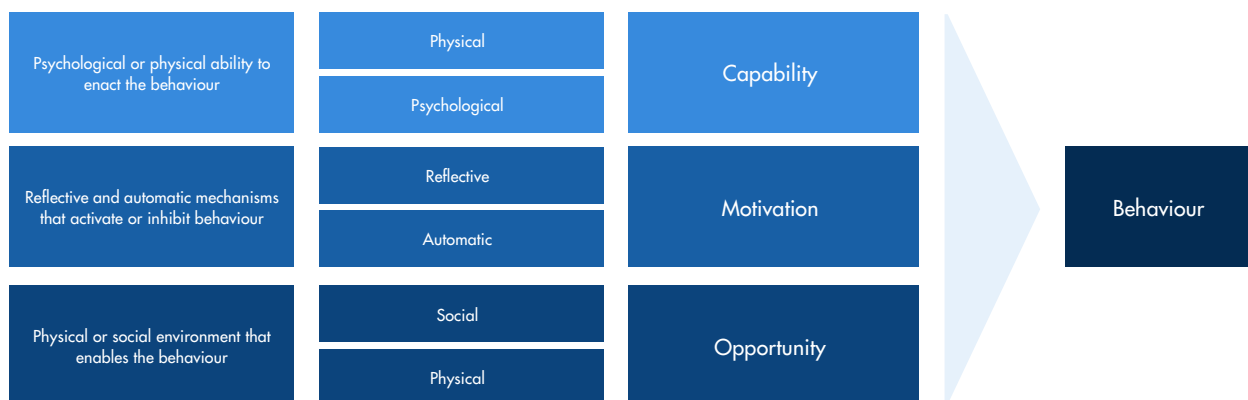 Psychological or physical ability to
enact the behaviour
Physical
Psychological
Capability
Reflective and automatic mechanisms
that activate or inhibit behaviour
Reflective
Automatic
Motivation
Behaviour
Physical or social environment that
enables the behaviour
Social
Physical
Opportunity